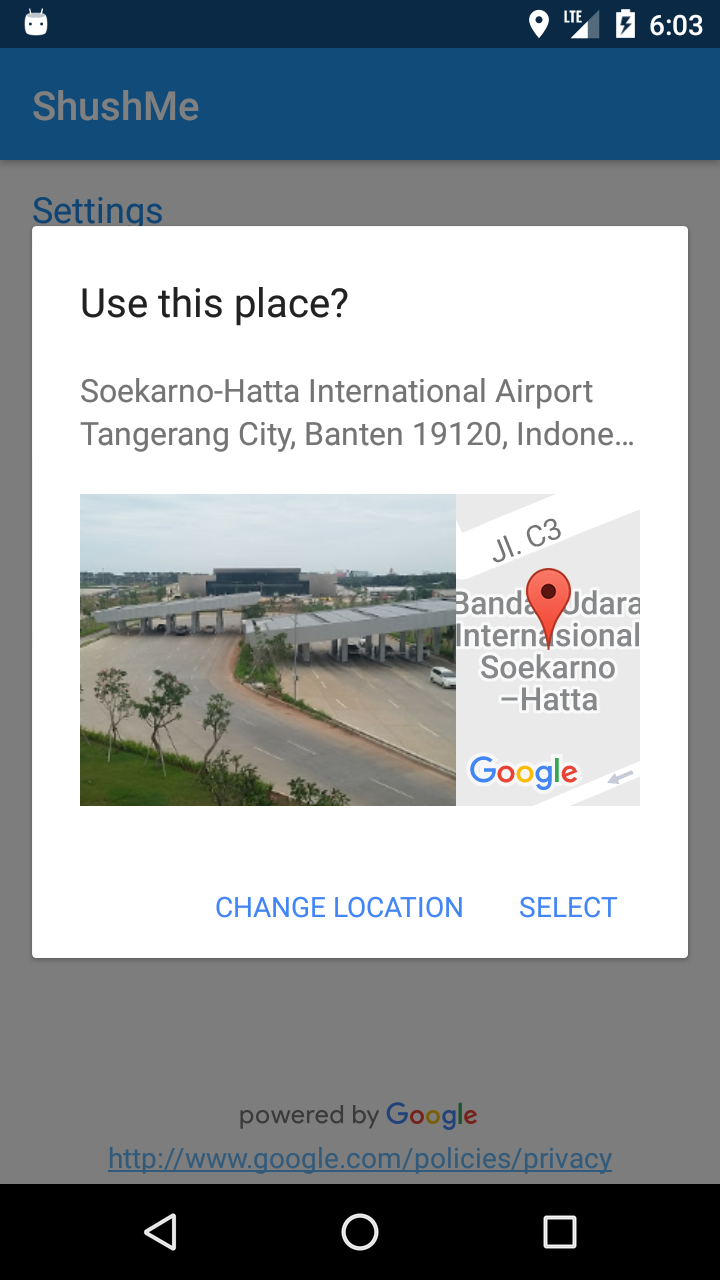 LTE 6:03
ShushMe
Settings
Use this place?
Soekarno-Hatta International Airport
Tangerang City, Banten 19120, Indone...
Jl. C3
Banda Udara
Internasional
Soekarno
–Hatta
Google
CHANGE LOCATION SELECT
powered by Google
http://www.google.com/policies/privacy